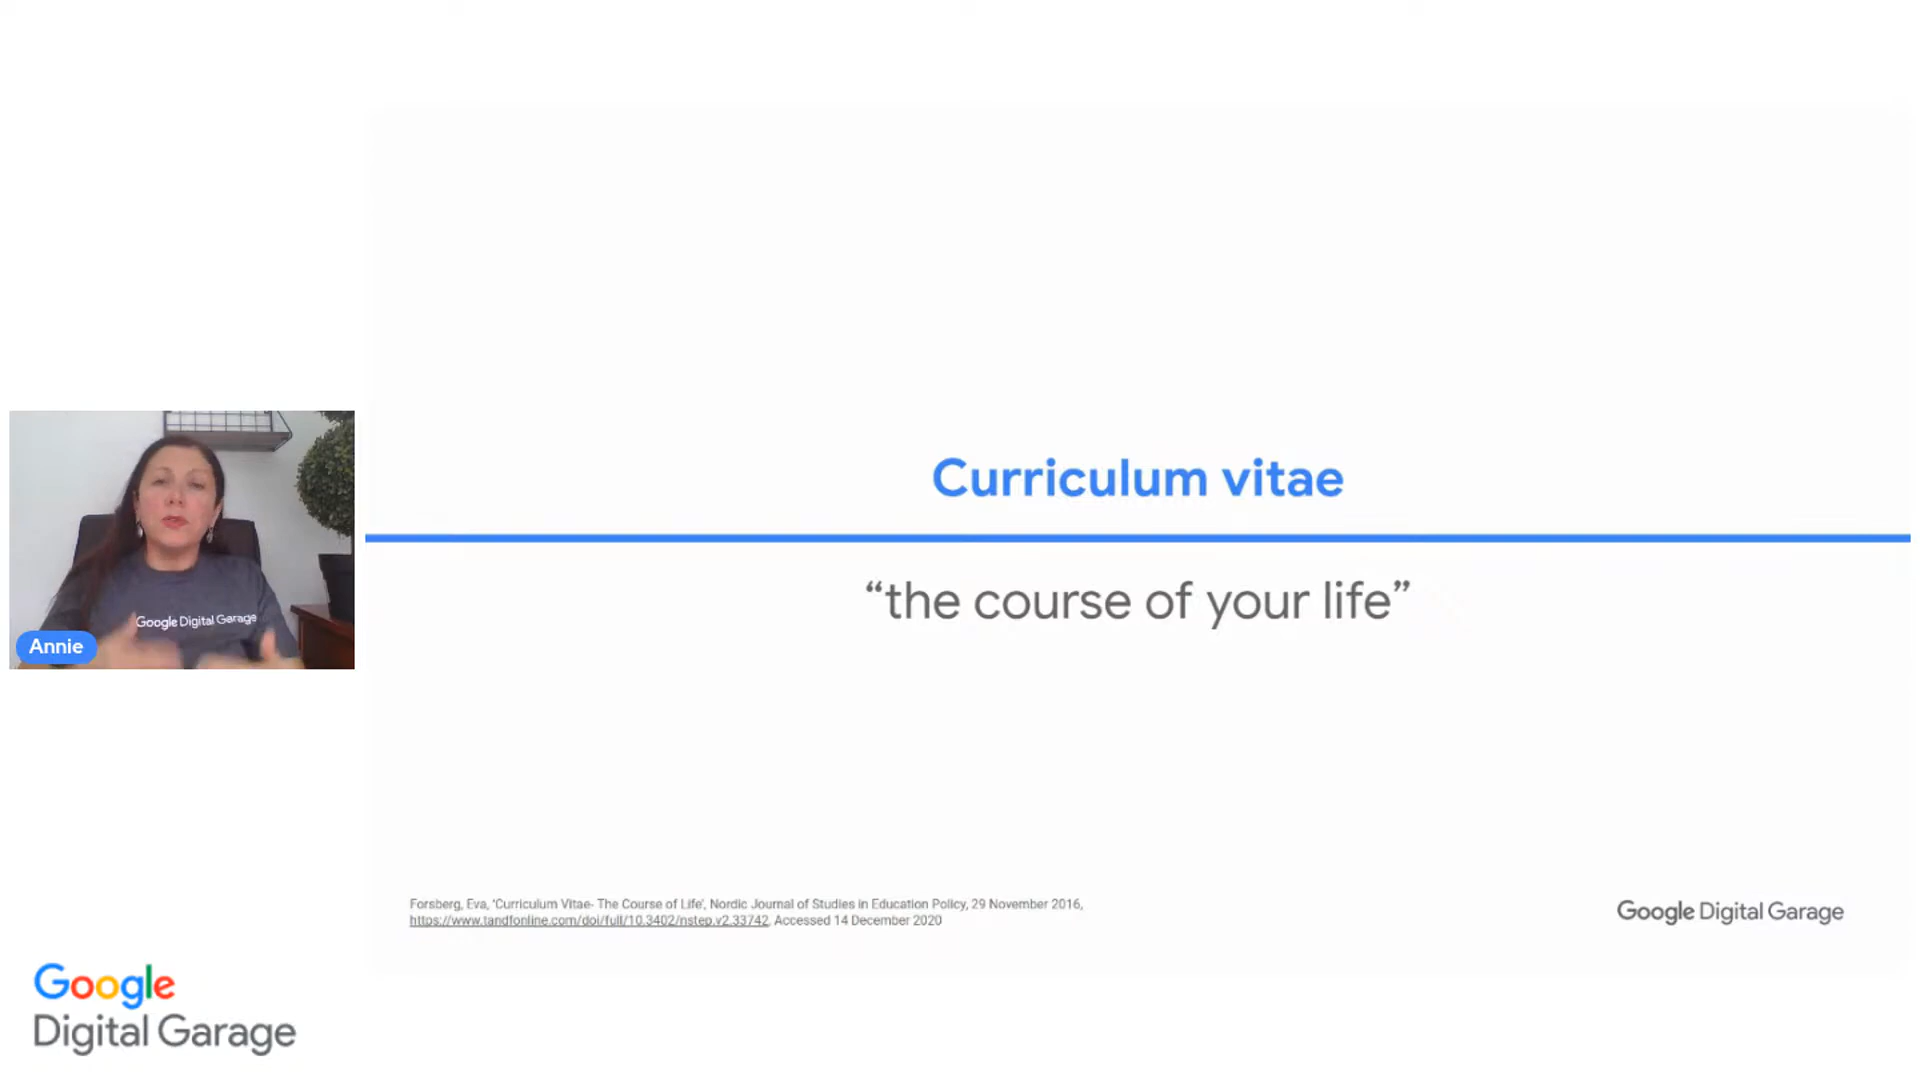 Curriculum vitae
“the course of your life”
Google Digital Garage
Annie
Forsberg, Eva, ‘Curriculum Vitae- The Course of Life’, Nordic Journal of Studies in Education Policy, 29 November 2016,
https://www.tandfonline.com/doi/full/10.3402/nstep.v2.33742, Accessed 14 December 2020
Google Digital Garage
Google
Digital Garage